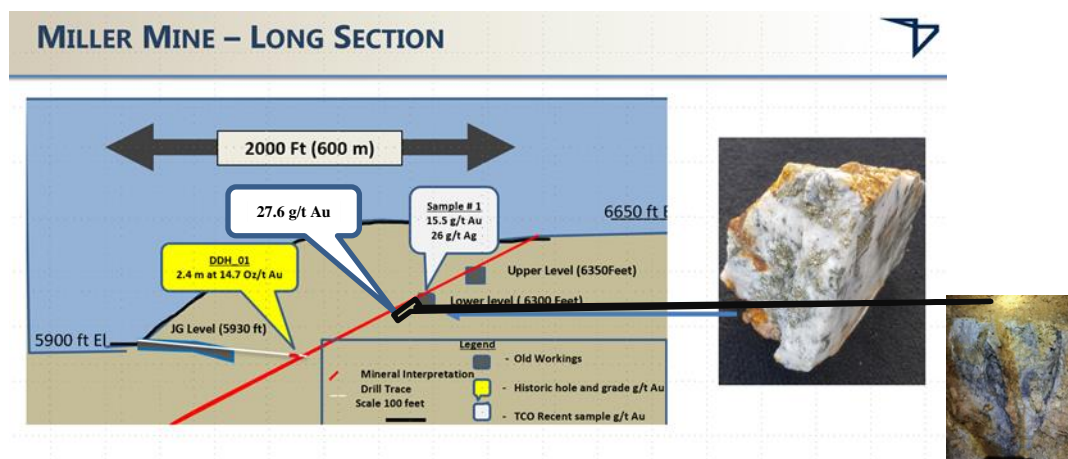 MILLER MINE – LONG SECTION
2000 Ft (600 m)
27.6 g/t Au
Sample # 1
15.5 g/t Au
26 g/t Ag
6650 ft E
DDH_01
2.4 m at 14.7 Oz/t Au
Upper Level (6350Feet)
Lower level ( 6300 Feet)
JG Level (5930 ft)
5900 ft El
Legend
- Old Workings
Mineral Interpretation
Drill Trace
- Historic hole and grade g/t Au
Scale 100 feet
- TCO Recent sample g/t Au